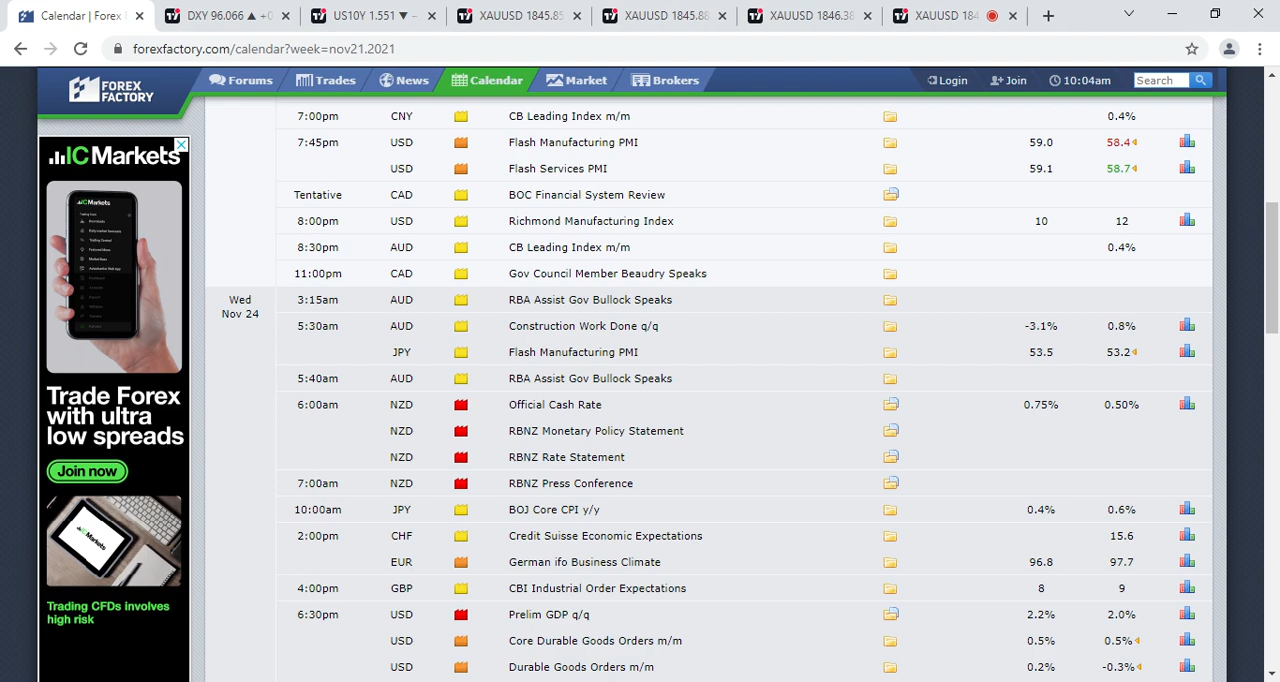 Calendar | Forex F
DXY 96.066 ▲ +0
US10Y 1.551 ▼ −
XAUUSD 1845.85
XAUUSD 1845.88
XAUUSD 1846.38
XAUUSD 184
forexfactory.com/calendar?week=nov21.2021
FOREX FACTORY
Forums
Trades
News
Calendar
Market
Brokers
Login
Join
10:04am
Search
7:00pm CNY CB Leading Index m/m 0.4%
7:45pm USD Flash Manufacturing PMI 59.0 58.4
USD Flash Services PMI 59.1 58.7
Tentative CAD BOC Financial System Review
8:00pm USD Richmond Manufacturing Index 10 12
8:30pm AUD CB Leading Index m/m 0.4%
11:00pm CAD Gov Council Member Beaudry Speaks
Wed Nov 24
3:15am AUD RBA Assist Gov Bullock Speaks
5:30am AUD Construction Work Done q/q -3.1% 0.8%
JPY Flash Manufacturing PMI 53.5 53.2
5:40am AUD RBA Assist Gov Bullock Speaks
6:00am NZD Official Cash Rate 0.75% 0.50%
NZD RBNZ Monetary Policy Statement
NZD RBNZ Rate Statement
7:00am NZD RBNZ Press Conference
10:00am JPY BOJ Core CPI y/y 0.4% 0.6%
2:00pm CHF Credit Suisse Economic Expectations 15.6
EUR German ifo Business Climate 96.8 97.7
4:00pm GBP CBI Industrial Order Expectations 8 9
6:30pm USD Prelim GDP q/q 2.2% 2.0%
USD Core Durable Goods Orders m/m 0.5% 0.5%
USD Durable Goods Orders m/m 0.2% -0.3%
IC Markets
IC Markets
Trade Forex
with ultra
low spreads
Join now
IC Markets
Trading CFDs involves
high risk